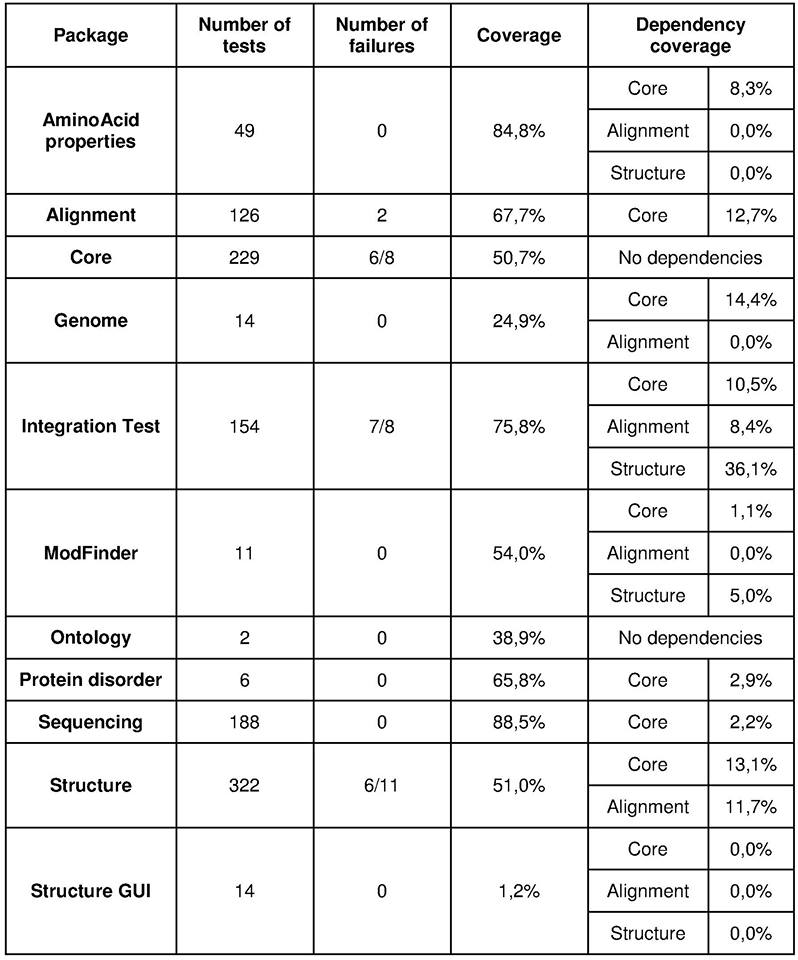 Package Number of tests Number of failures Coverage Dependency coverage
AminoAcid properties 49 0 84,8% Core 8,3%
Alignment 0,0%
Structure 0,0%
Alignment 126 2 67,7% Core 12,7%
Core 229 6/8 50,7% No dependencies
Genome 14 0 24,9% Core 14,4%
Alignment 0,0%
Integration Test 154 7/8 75,8% Core 10,5%
Alignment 8,4%
Structure 36,1%
ModFinder 11 0 54,0% Core 1,1%
Alignment 0,0%
Structure 5,0%
Ontology 2 0 38,9% No dependencies
Protein disorder 6 0 65,8% Core 2,9%
Sequencing 188 0 88,5% Core 2,2%
Structure 322 6/11 51,0% Core 13,1%
Alignment 11,7%
Structure GUI 14 0 1,2% Core 0,0%
Alignment 0,0%
Structure 0,0%